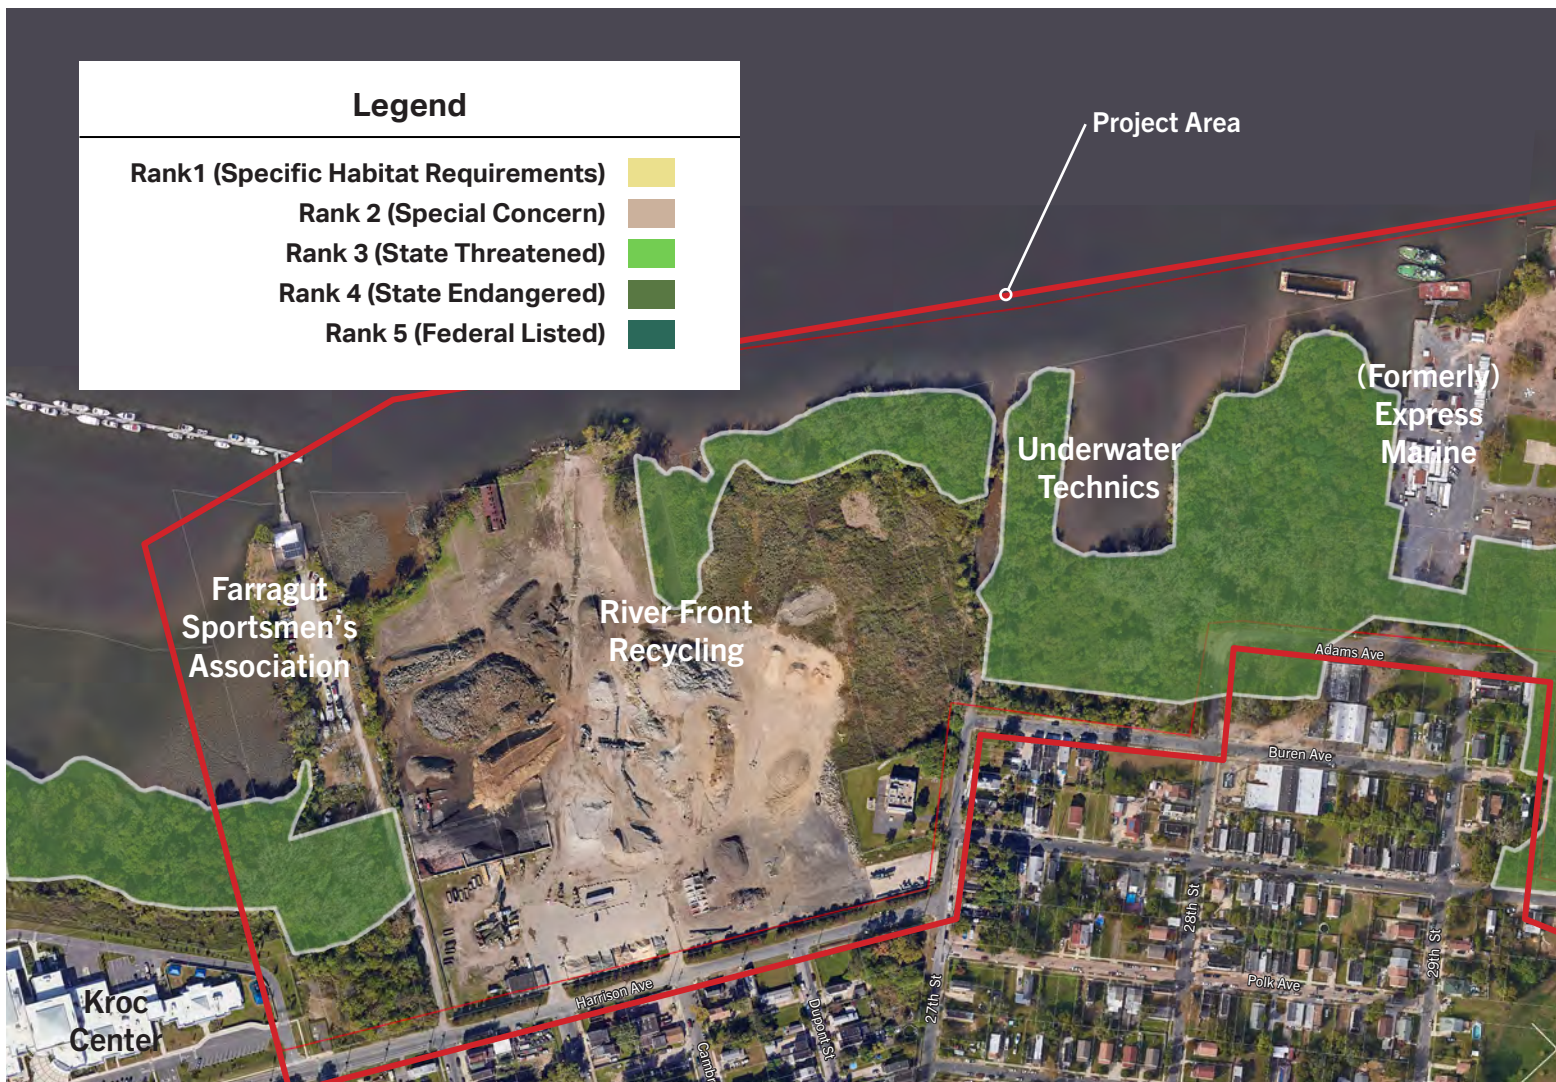 Legend
Rank1 (Specific Habitat Requirements)
Rank 2 (Special Concern)
Rank 3 (State Threatened)
Rank 4 (State Endangered)
Rank 5 (Federal Listed)
Project Area
(Formerly)
Express
Marine
Underwater
Technics
Farragut
Sportsmen's
Association
River Front
Recycling
Adams Ave
Buren Ave
28th St
29th St
27th St
Polk Ave
Harrison Ave
Dupont St
Cambr
Kroc
Center